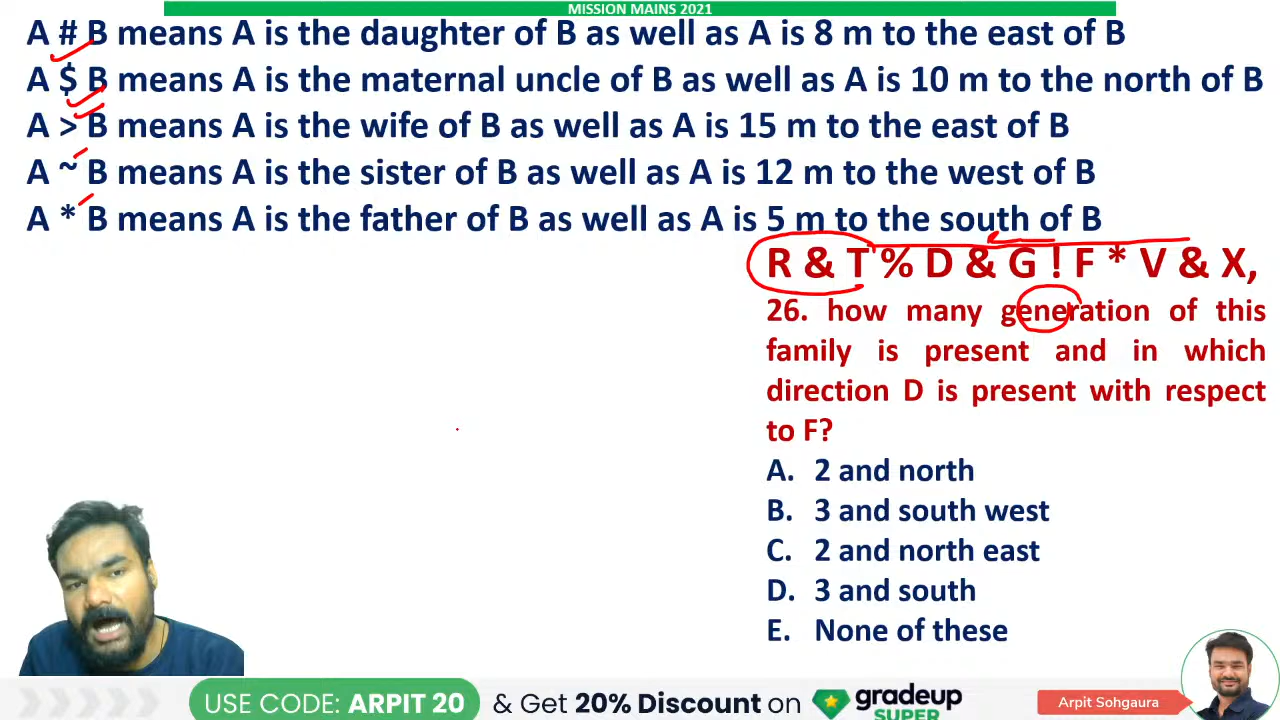 MISSION MAINS 2021
A # B means A is the daughter of B as well as A is 8 m to the east of B
A $ B means A is the maternal uncle of B as well as A is 10 m to the north of B
A > B means A is the wife of B as well as A is 15 m to the east of B
A ~ B means A is the sister of B as well as A is 12 m to the west of B
A * B means A is the father of B as well as A is 5 m to the south of B
R & T % D & G ! F * V & X,
26. how many generation of this
family is present and in which
direction D is present with respect
to F?
A. 2 and north
B. 3 and south west
C. 2 and north east
D. 3 and south
E. None of these
USE CODE: ARPIT 20 & Get 20% Discount on gradeup SUPER
Arpit Sohgaura